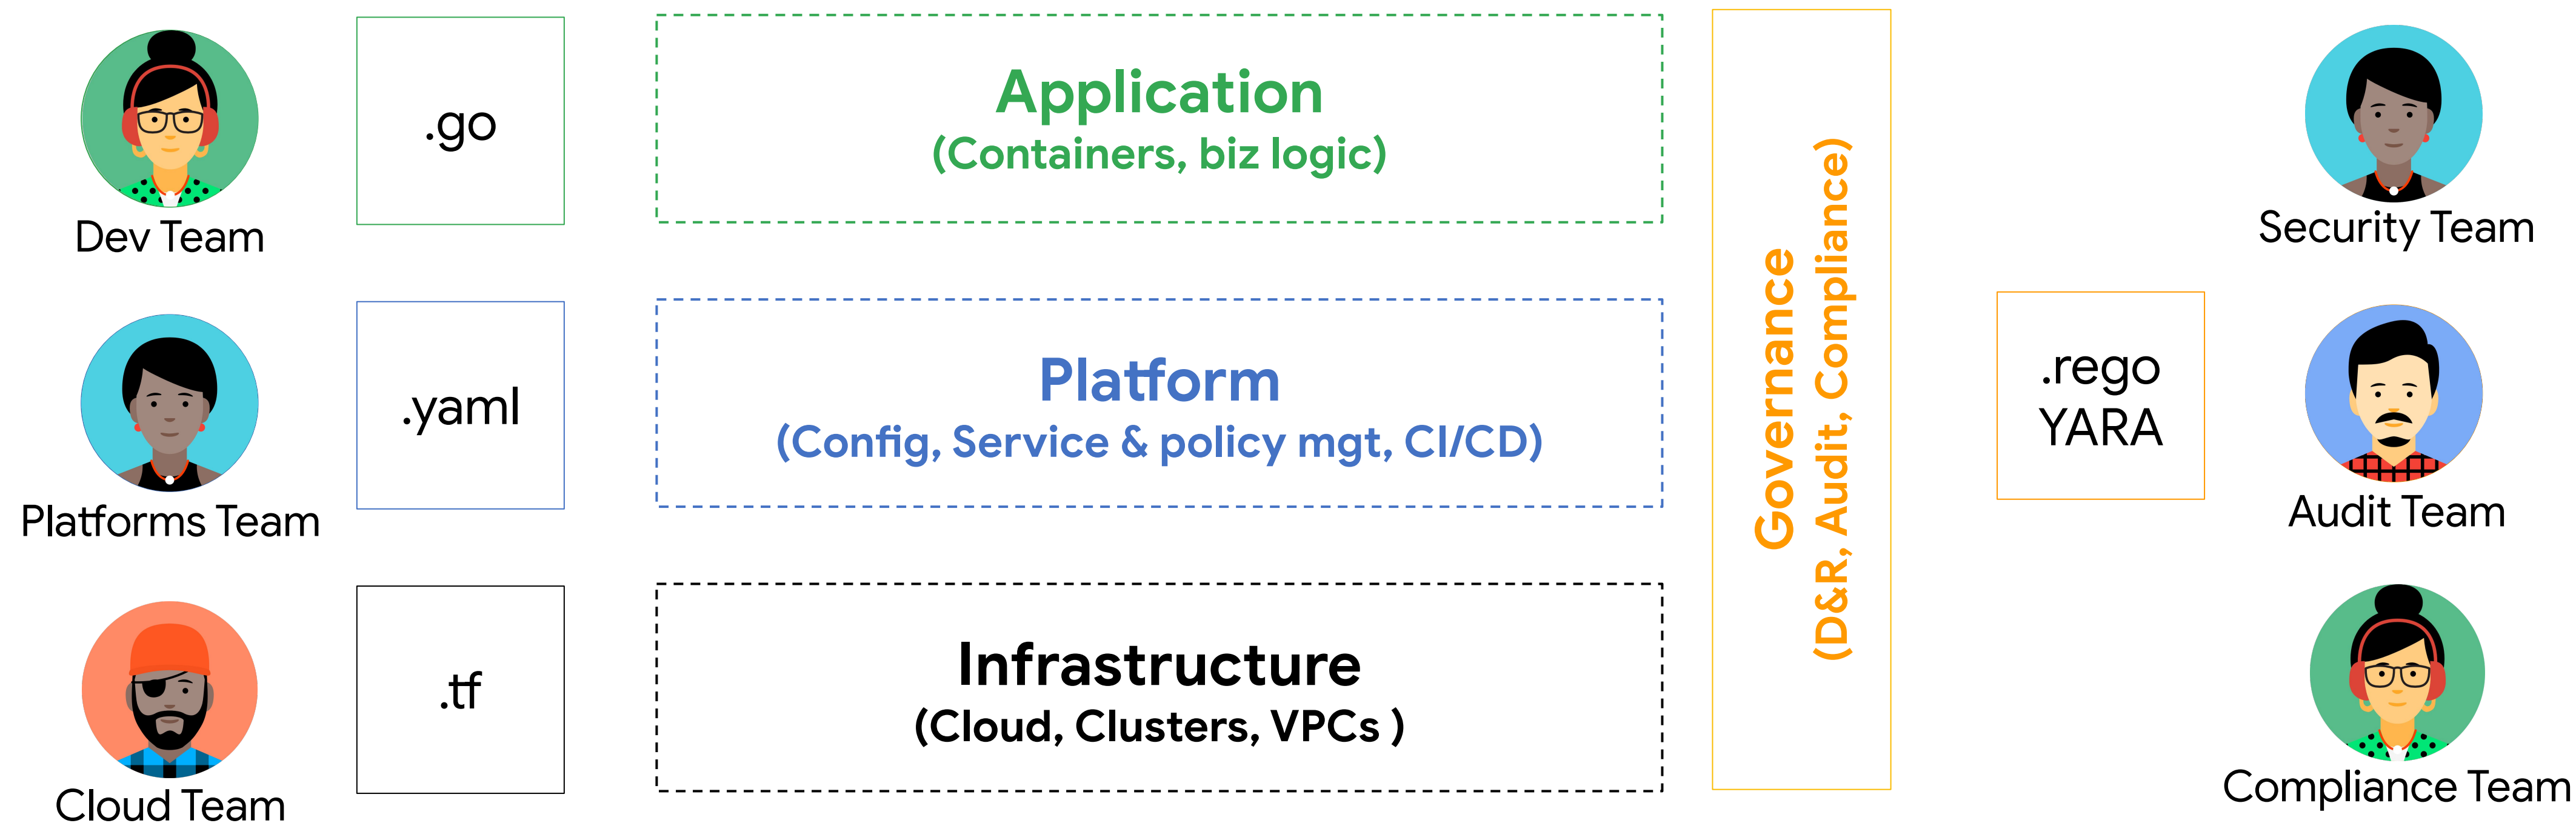 Dev Team
.go
Application
(Containers, biz logic)
Platforms Team
.yaml
Platform
(Config, Service & policy mgt, CI/CD)
Cloud Team
.tf
Infrastructure
(Cloud, Clusters, VPCs )
Governance
(D&R, Audit, Compliance)
.rego
YARA
Security Team
Audit Team
Compliance Team